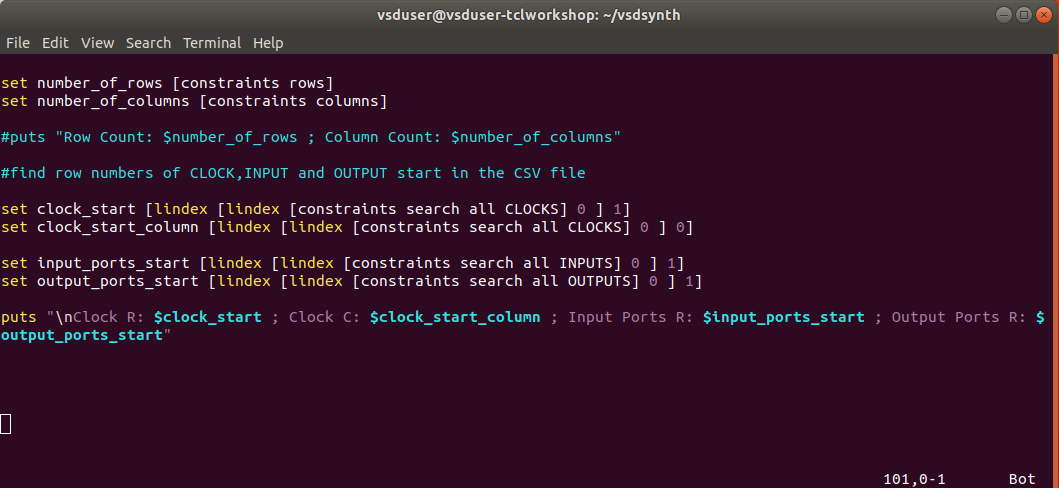 vsduser@vsduser-tclworkshop: ~/vsdsynth
File Edit View Search Terminal Help
set number_of_rows [constraints rows]
set number_of_columns [constraints columns]
#puts "Row Count: $number_of_rows ; Column Count: $number_of_columns"
#find row numbers of CLOCK,INPUT and OUTPUT start in the CSV file
set clock_start [lindex [lindex [constraints search all CLOCKS] 0 ] 1]
set clock_start_column [lindex [lindex [constraints search all CLOCKS] 0 ] 0]
set input_ports_start [lindex [lindex [constraints search all INPUTS] 0 ] 1]
set output_ports_start [lindex [lindex [constraints search all OUTPUTS] 0 ] 1]
puts "\nClock R: $clock_start ; Clock C: $clock_start_column ; Input Ports R: $input_ports_start ; Output Ports R: $
output_ports_start"
101,0-1 Bot